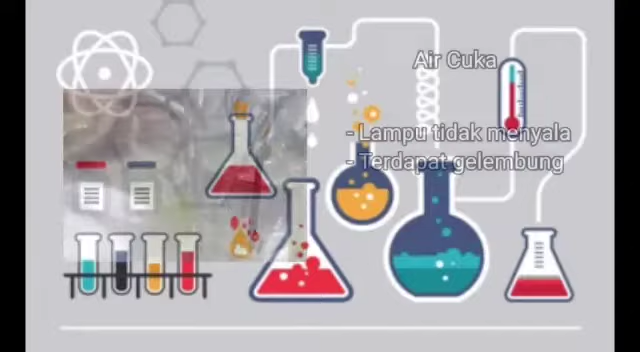 Air Cuka
- Lampu tidak menyala
- Terdapat gelembung